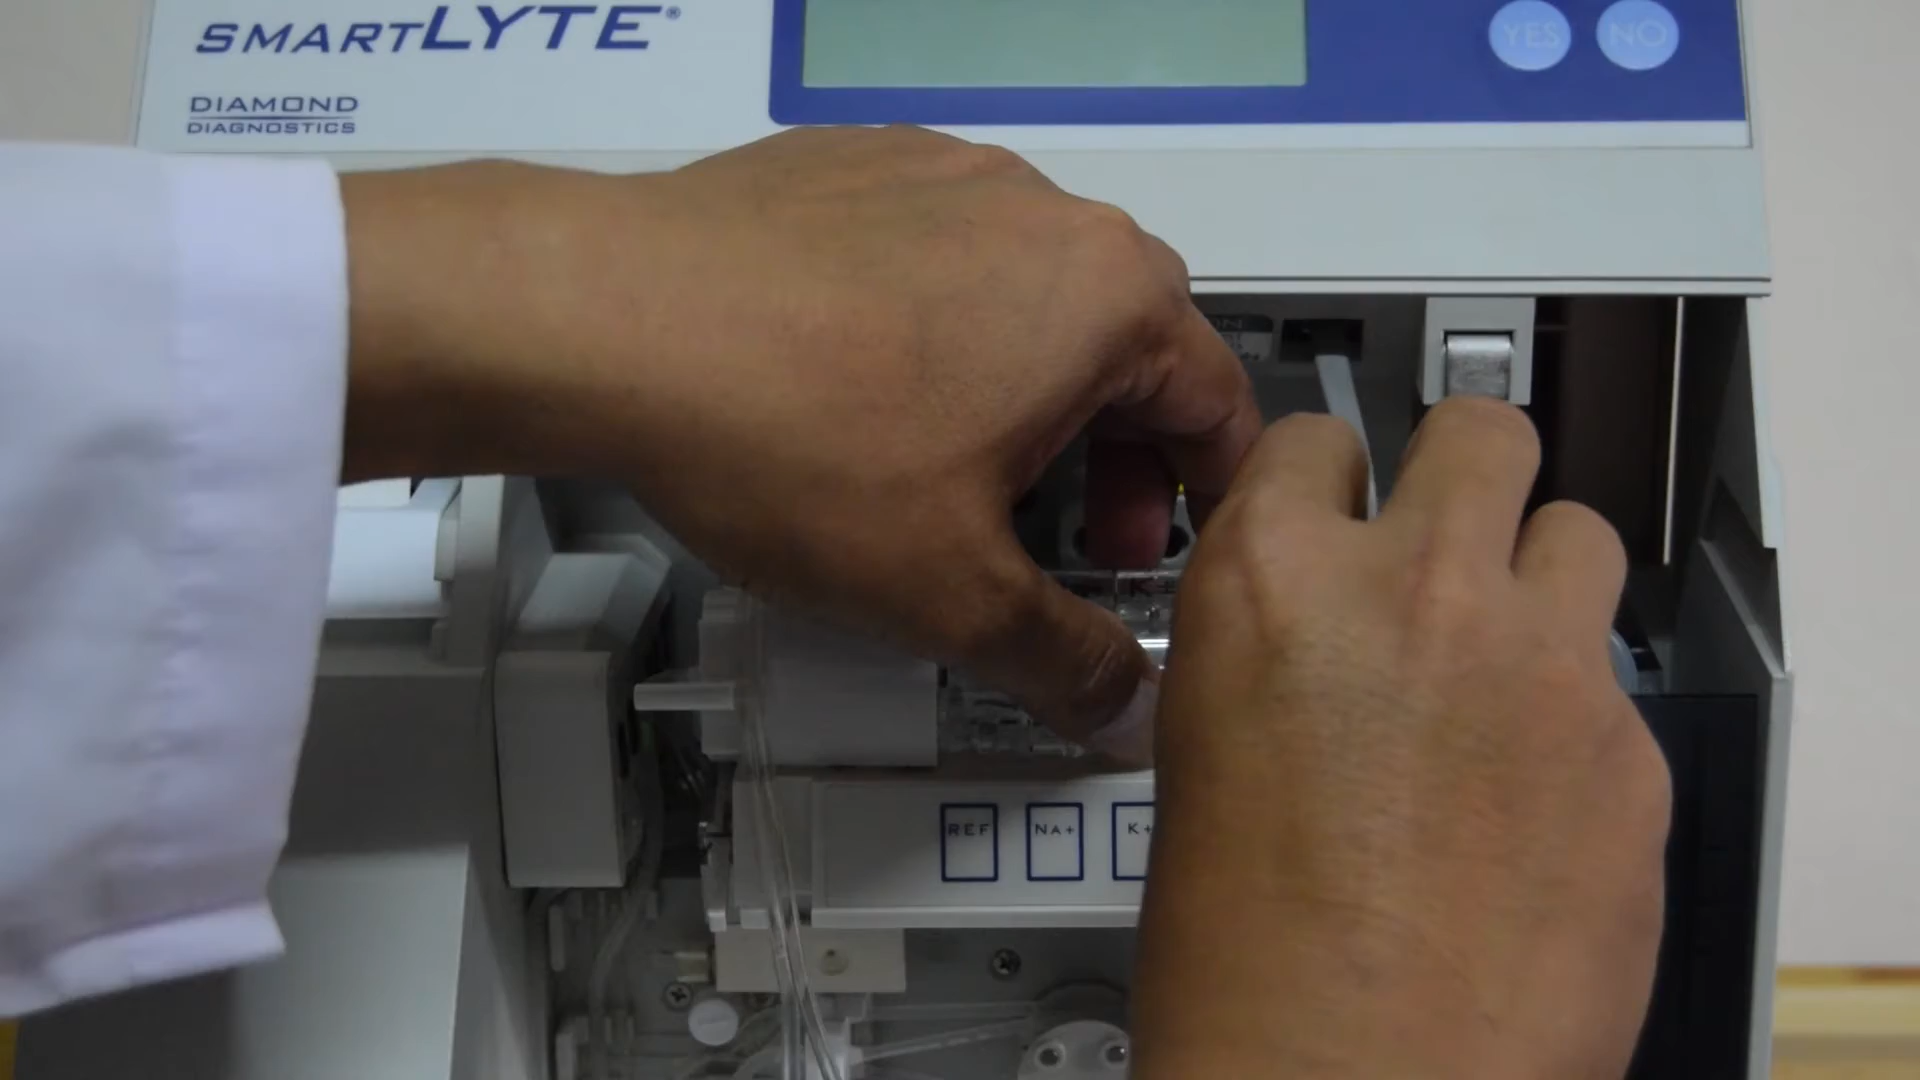 SMARTLYTE®
DIAMOND
DIAGNOSTICS
YES
NO
K+
REF
NA+
K+